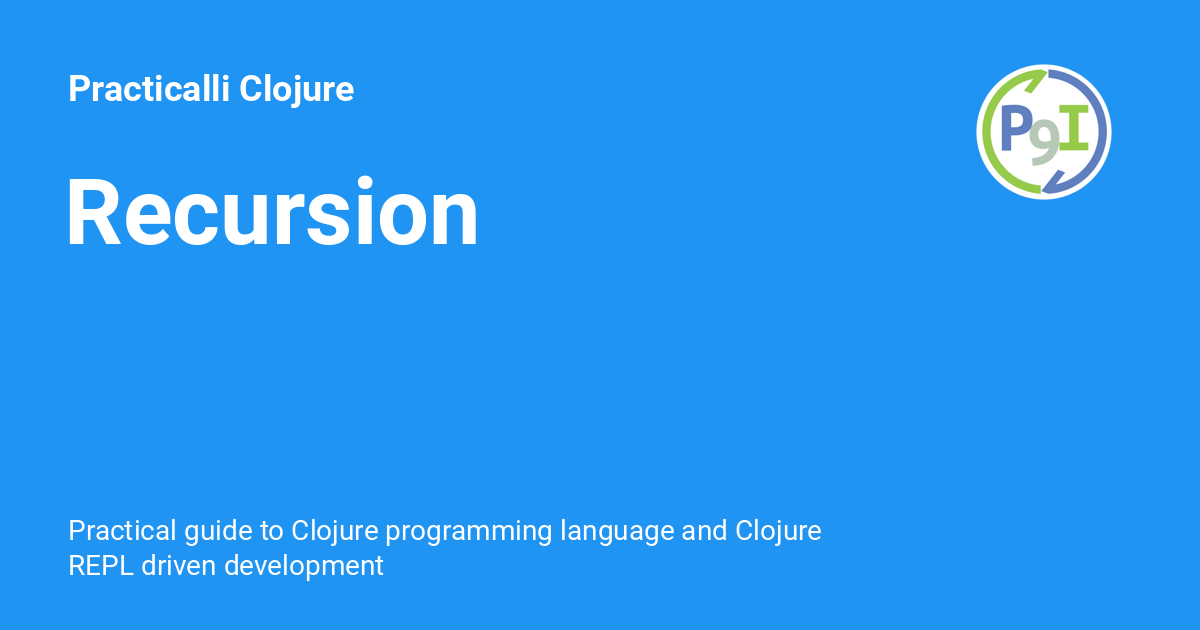 Practicalli Clojure
P9I
Recursion
Practical guide to Clojure programming language and Clojure
REPL driven development